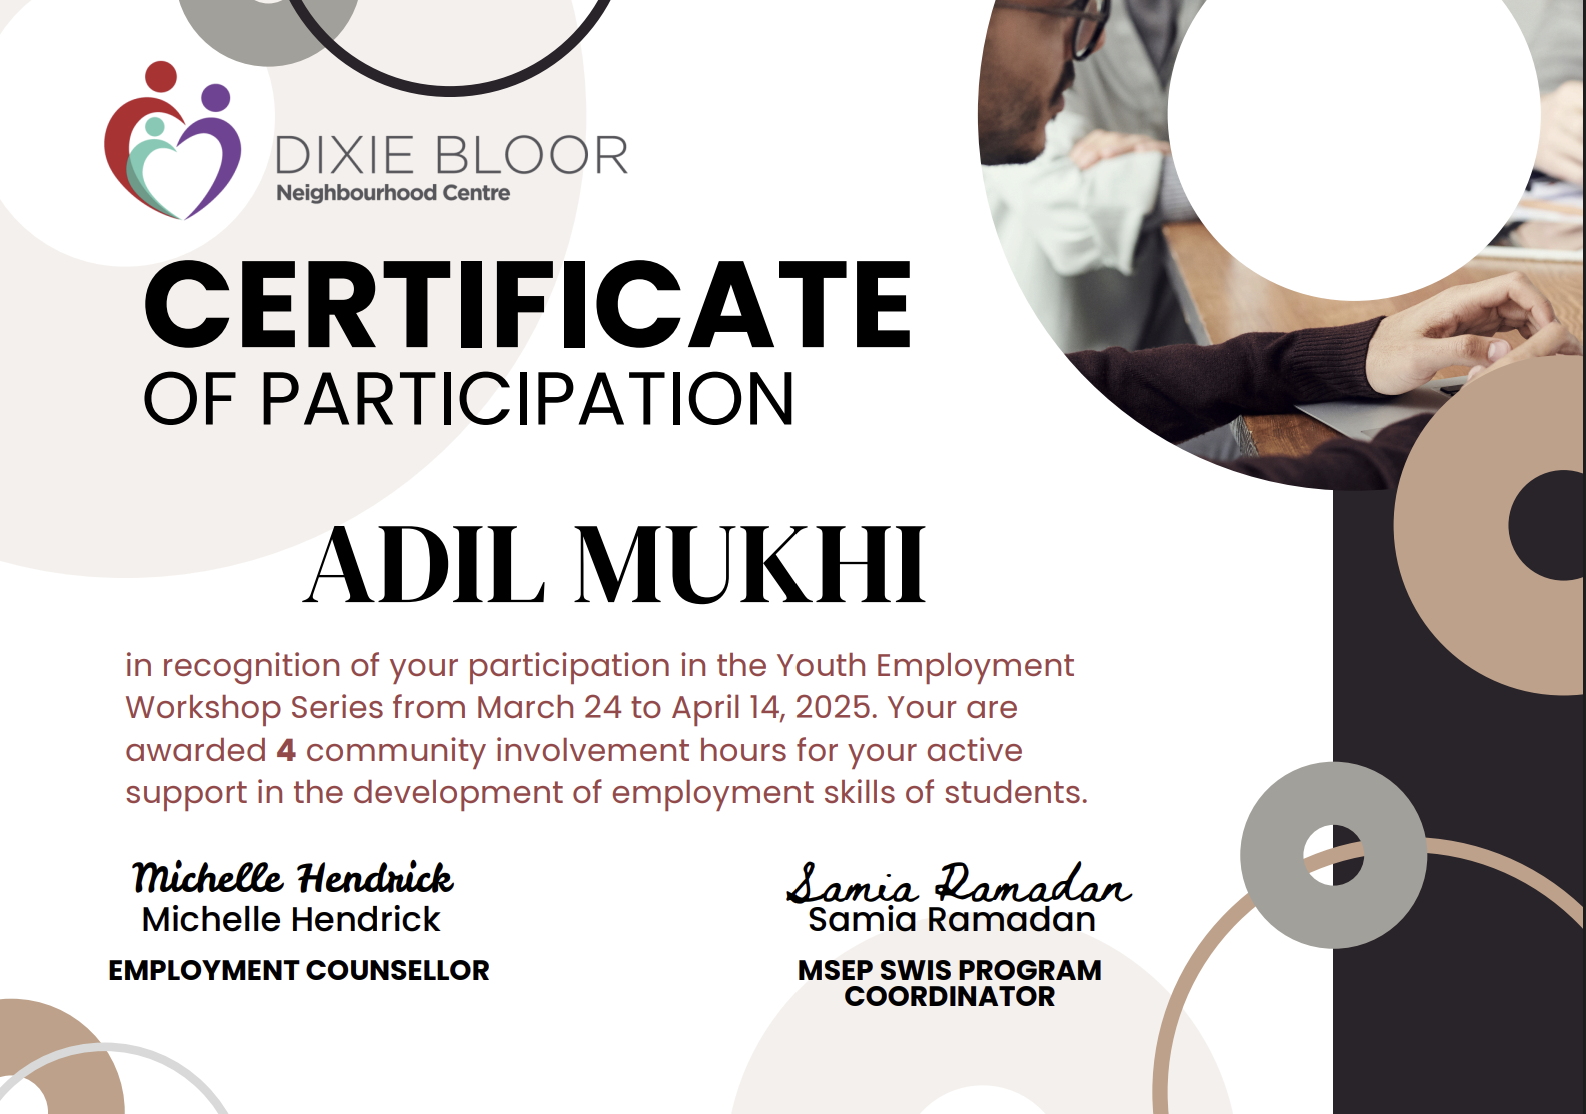 DIXIE BLOOR
Neighbourhood Centre
CERTIFICATE
OF PARTICIPATION
ADIL MUKHI
in recognition of your participation in the Youth Employment
Workshop Series from March 24 to April 14, 2025. Your are
awarded 4 community involvement hours for your active
support in the development of employment skills of students.
Michelle Hendrick
Michelle Hendrick
EMPLOYMENT COUNSELLOR
Samia Ramadan
Samia Ramadan
MSEP SWIS PROGRAM
COORDINATOR